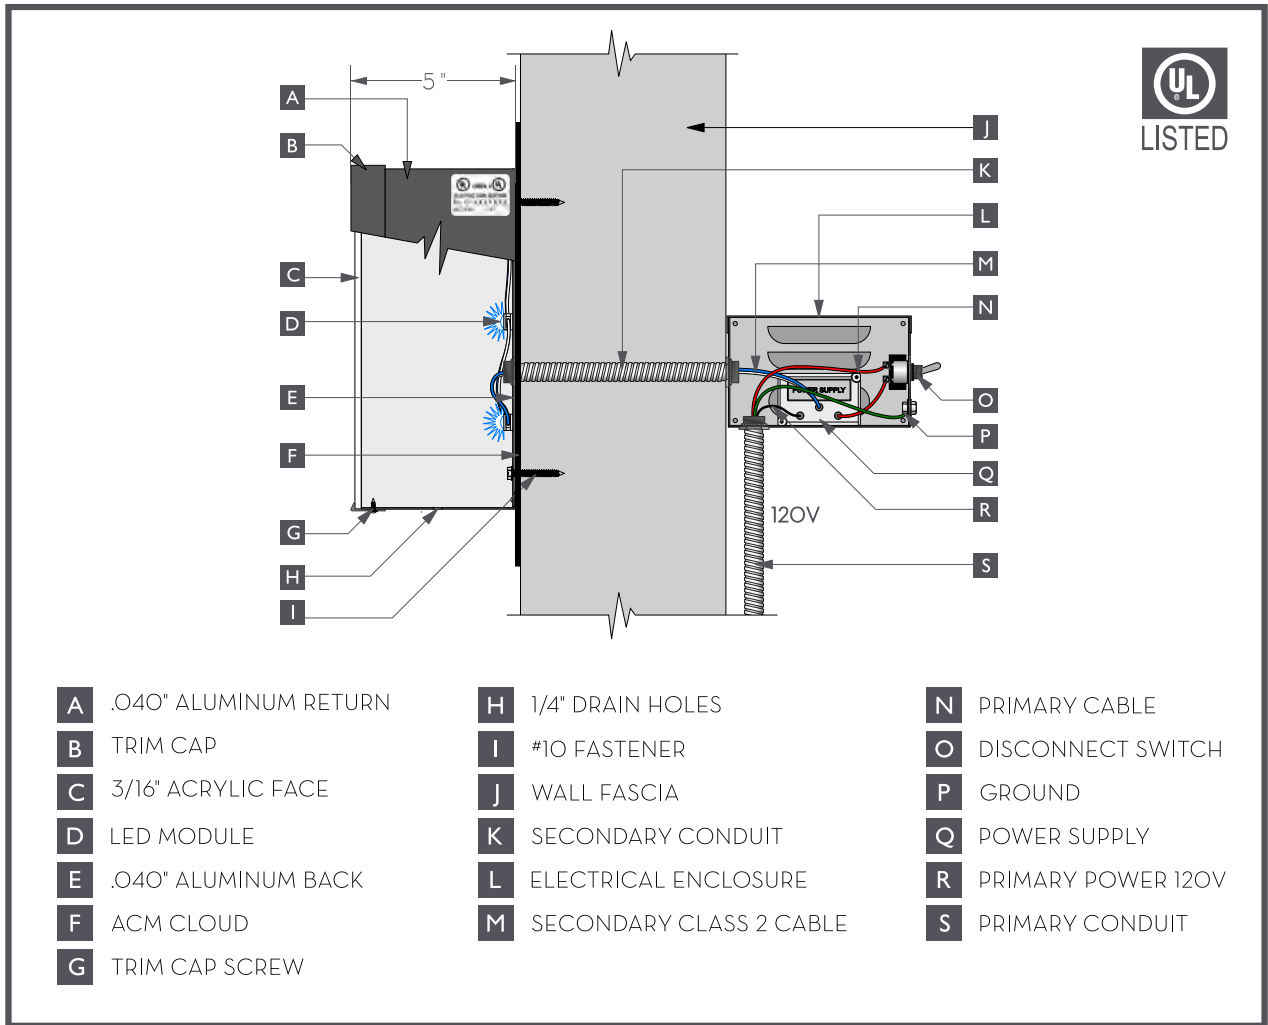 5"
A
B
C
D
E
F
G
H
I
J
K
L
M
N
O
P
Q
R
S
UL
®
LISTED
POWER SUPPLY
120V
A .040" ALUMINUM RETURN
B TRIM CAP
C 3/16" ACRYLIC FACE
D LED MODULE
E .040" ALUMINUM BACK
F ACM CLOUD
G TRIM CAP SCREW
H 1/4" DRAIN HOLES
I #10 FASTENER
J WALL FASCIA
K SECONDARY CONDUIT
L ELECTRICAL ENCLOSURE
M SECONDARY CLASS 2 CABLE
N PRIMARY CABLE
O DISCONNECT SWITCH
P GROUND
Q POWER SUPPLY
R PRIMARY POWER 120V
S PRIMARY CONDUIT